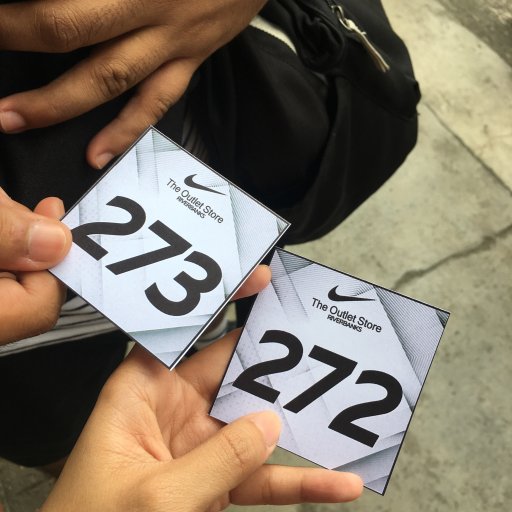 The Outlet Store
RIVERBANKS
273
The Outlet Store
RIVERBANKS
272